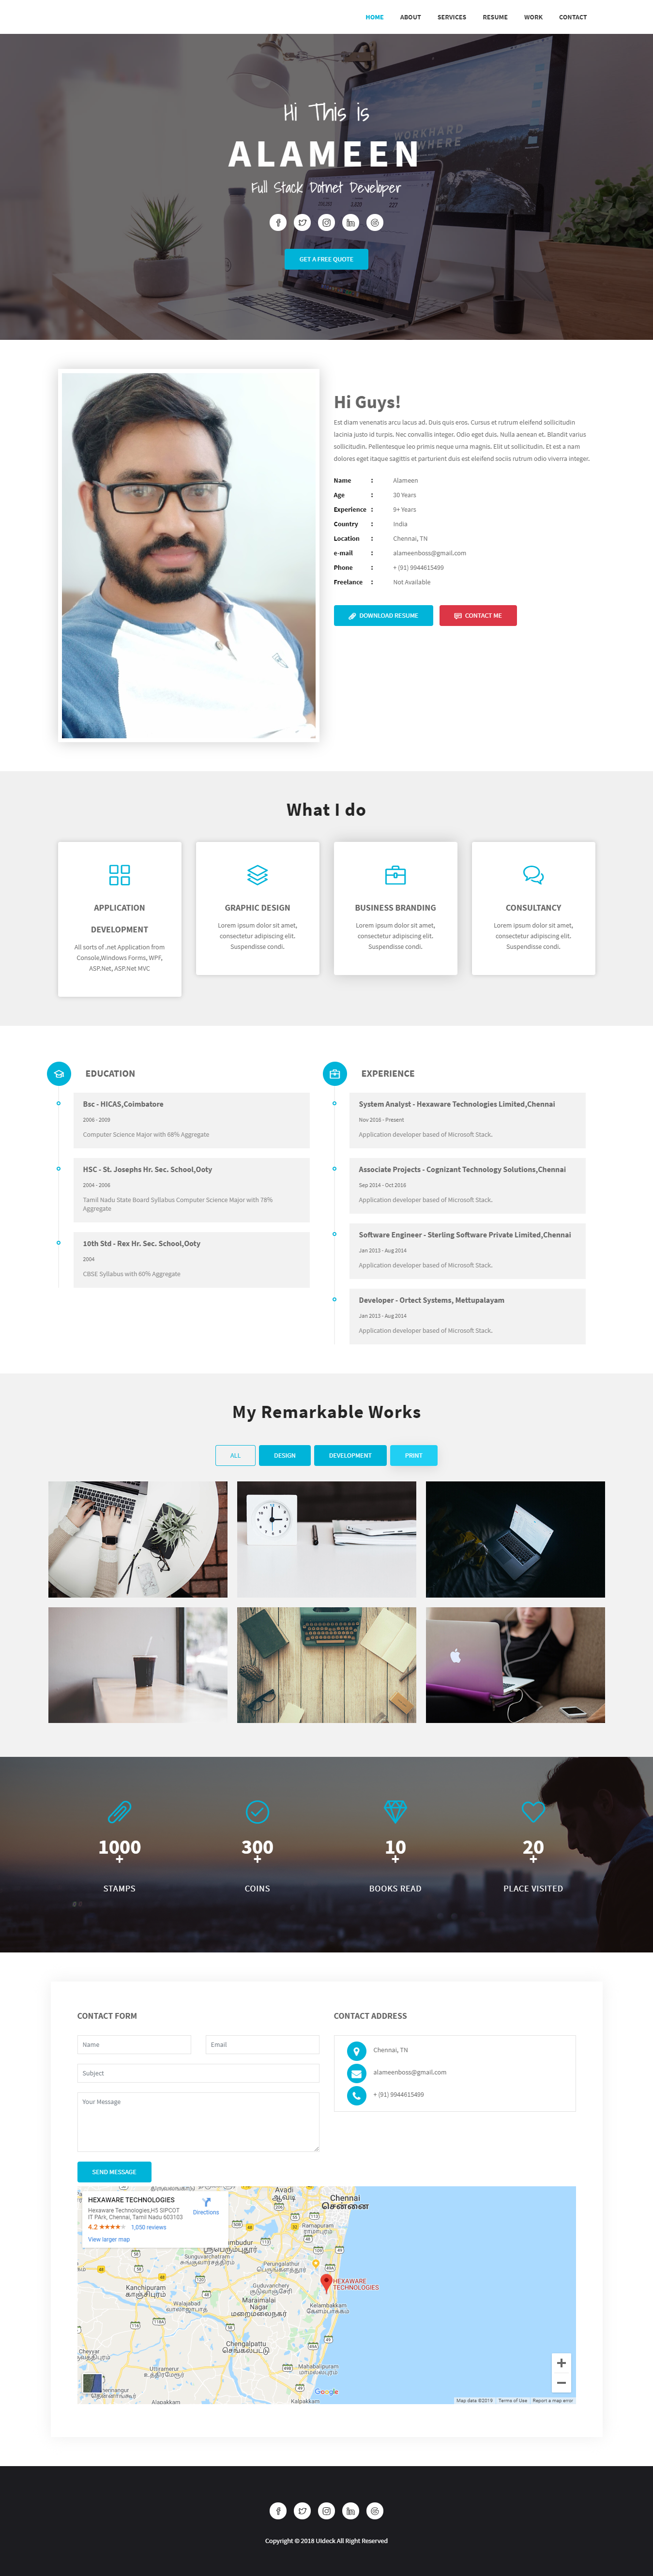 HOME ABOUT SERVICES RESUME WORK CONTACT
Hi This is
ALAMEEN
Full Stack Dotnet Developer
GET A FREE QUOTE
Hi Guys!
Est diam venenatis arcu lacus ad. Duis quis eros. Cursus et rutrum eleifend sollicitudin
lacinia justo id turpis. Nec convallis integer. Odio eget duis. Nulla aenean et. Blandit varius
sollicitudin. Pellentesque leo primis neque urna magnis. Elit ut sollicitudin. Et est a nam
dolores eget itaque sagittis et parturient duis est eleifend sociis rutrum odio viverra integer.
Name : Alameen
Age : 30 Years
Experience : 9+ Years
Country : India
Location : Chennai, TN
e-mail : alameenboss@gmail.com
Phone : + (91) 9944615499
Freelance : Not Available
DOWNLOAD RESUME CONTACT ME
What I do
APPLICATION
DEVELOPMENT
All sorts of .net Application from
Console,Windows Forms, WPF,
ASP.Net, ASP.Net MVC
GRAPHIC DESIGN
Lorem ipsum dolor sit amet,
consectetur adipiscing elit.
Suspendisse condi.
BUSINESS BRANDING
Lorem ipsum dolor sit amet,
consectetur adipiscing elit.
Suspendisse condi.
CONSULTANCY
Lorem ipsum dolor sit amet,
consectetur adipiscing elit.
Suspendisse condi.
EDUCATION
Bsc - HICAS,Coimbatore
2006 - 2009
Computer Science Major with 68% Aggregate
HSC - St. Josephs Hr. Sec. School,Ooty
2004 - 2006
Tamil Nadu State Board Syllabus Computer Science Major with 78%
Aggregate
10th Std - Rex Hr. Sec. School,Ooty
2004
CBSE Syllabus with 60% Aggregate
EXPERIENCE
System Analyst - Hexaware Technologies Limited,Chennai
Nov 2016 - Present
Application developer based of Microsoft Stack.
Associate Projects - Cognizant Technology Solutions,Chennai
Sep 2014 - Oct 2016
Application developer based of Microsoft Stack.
Software Engineer - Sterling Software Private Limited,Chennai
Jan 2013 - Aug 2014
Application developer based of Microsoft Stack.
Developer - Ortect Systems, Mettupalayam
Jan 2013 - Aug 2014
Application developer based of Microsoft Stack.
My Remarkable Works
ALL DESIGN DEVELOPMENT PRINT
1000
+
STAMPS
300
+
COINS
10
+
BOOKS READ
20
+
PLACE VISITED
CONTACT FORM
Name Email
Subject
Your Message
SEND MESSAGE
CONTACT ADDRESS
Chennai, TN
alameenboss@gmail.com
+ (91) 9944615499
HEXAWARE TECHNOLOGIES
Hexaware Technologies,H5 SIPCOT
IT Park, Chennai, Tamil Nadu 603103
4.2 1,050 reviews
View larger map
Directions
Avadi
ஆவடி
Chennai
சென்னை
Ramapuram
Kanchipuram
காஞ்சிபுரம்
Walajabad
வாலாஜாபாத்
Guduvanchery
Maraimalai
Nagar
மறைமலைநகர்
HEXAWARE
TECHNOLOGIES
Kelambakkam
Chengalpattu
செங்கல்பட்டு
Uttiramerur
Mahabalipuram
Kalpakkam
Google
Map data ©2019 Terms of Use Report a map error
Copyright © 2018 UIdeck All Right Reserved